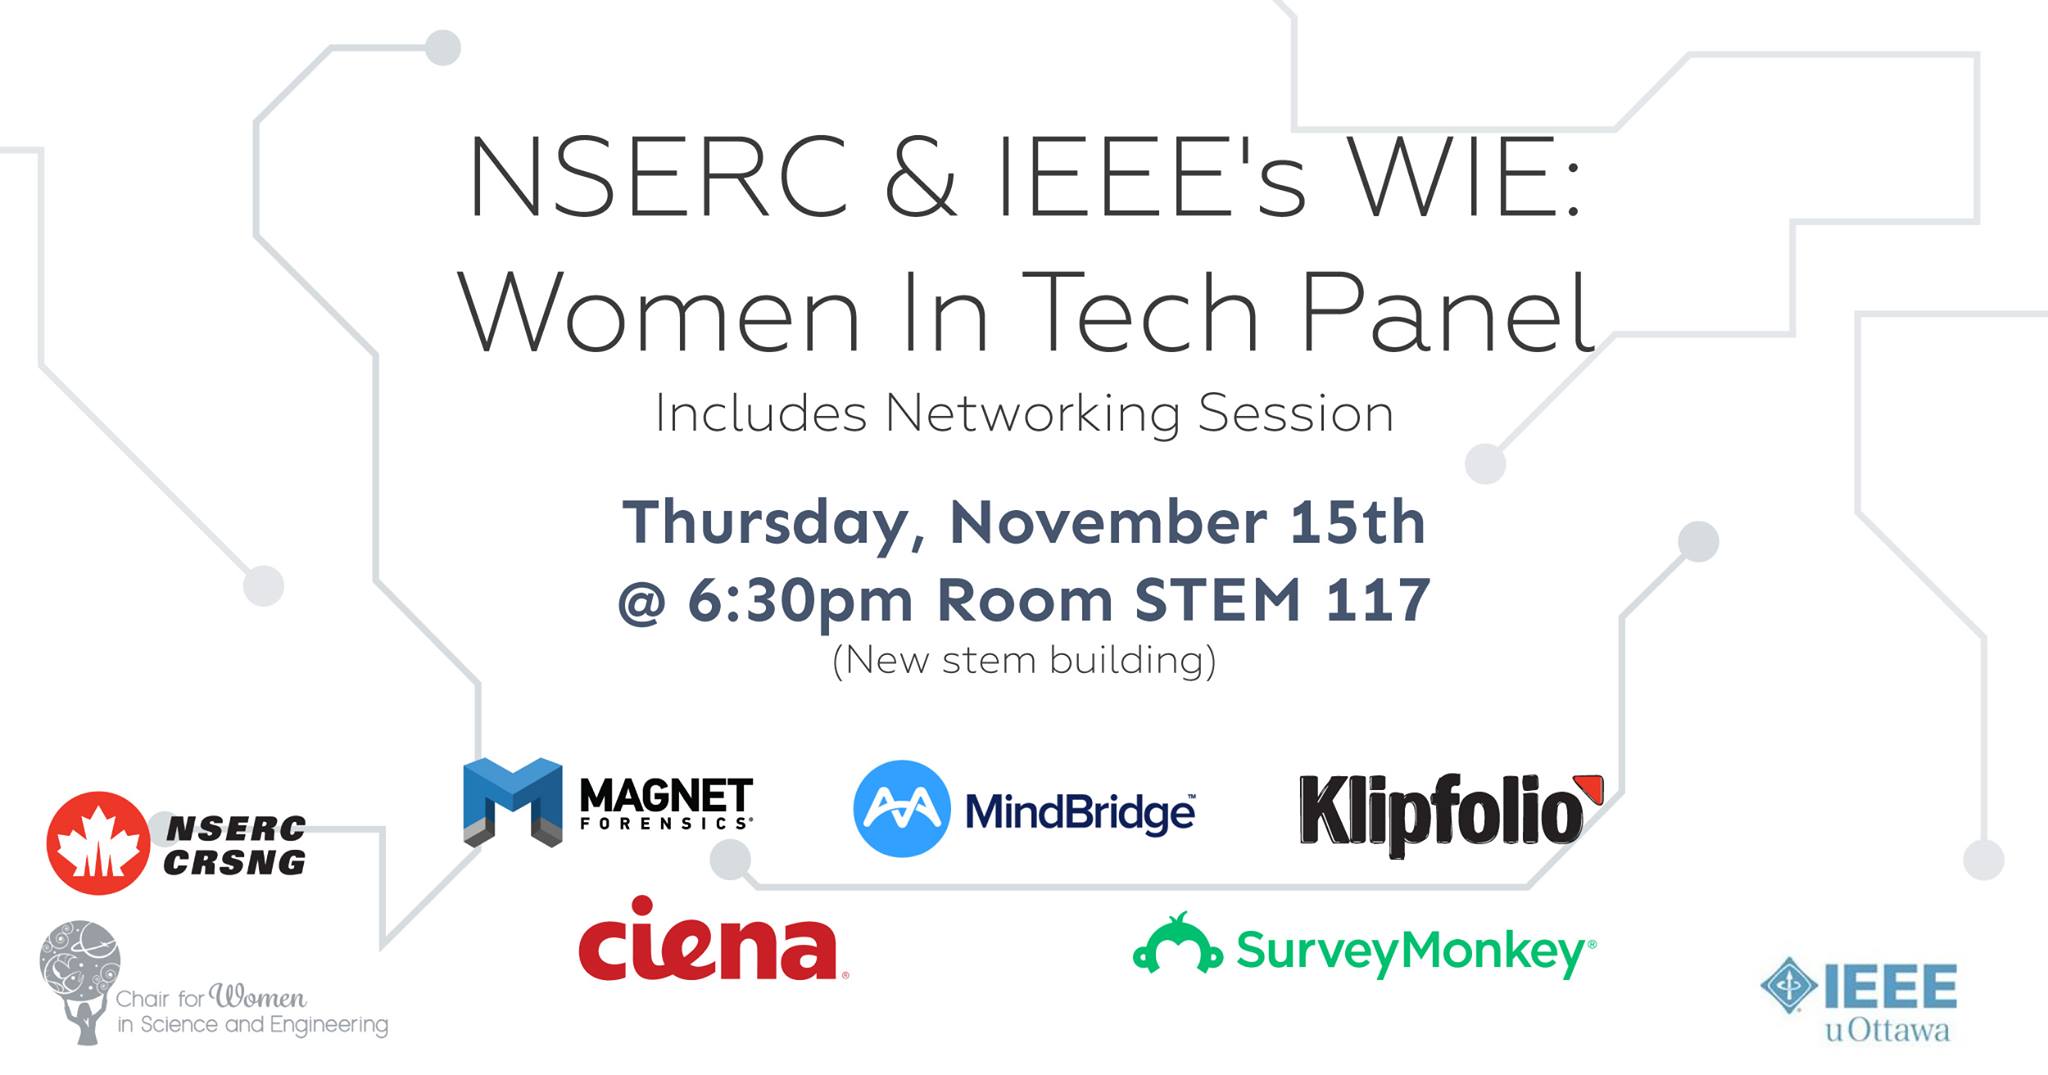 NSERC & IEEE's WIE:
Women In Tech Panel
Includes Networking Session
Thursday, November 15th
@ 6:30pm Room STEM 117
(New stem building)
NSERC
CRSNG
MAGNET
FORENSICS®
MindBridge™
Klipfolio
ciena®
SurveyMonkey®
Chair for Women
in Science and Engineering
IEEE
uOttawa